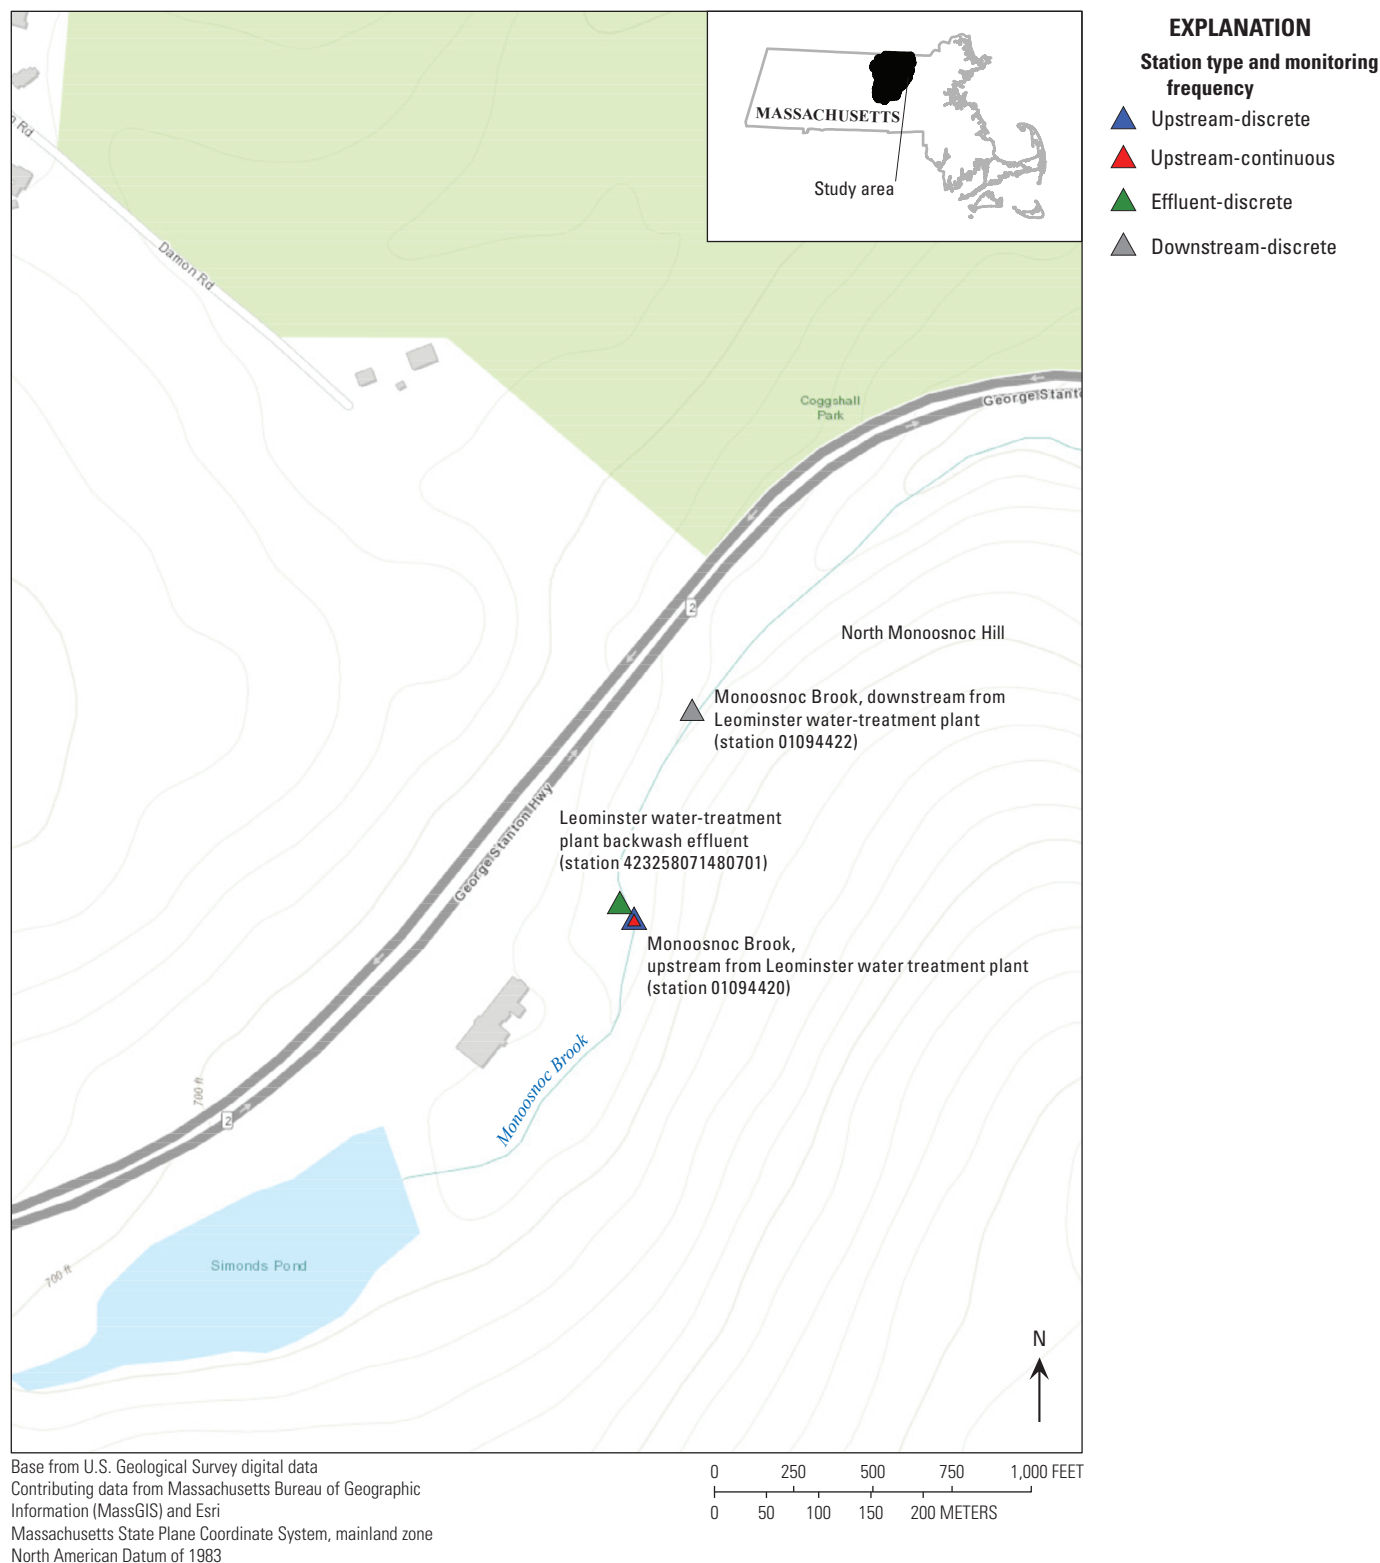 EXPLANATION
Station type and monitoring
frequency
Upstream-discrete
Upstream-continuous
Effluent-discrete
Downstream-discrete
MASSACHUSETTS
Study area
Rd
Damon Rd
Coggshall
Park
George Stant
2
North Monoosnoc Hill
Monoosnoc Brook, downstream from
Leominster water-treatment plant
(station 01094422)
George Stanton Hwy
Leominster water-treatment
plant backwash effluent
(station 423258071480701)
Monoosnoc Brook,
upstream from Leominster water treatment plant
(station 01094420)
Monoosnoc Brook
700 ft
2
Simonds Pond
700 ft
N
Base from U.S. Geological Survey digital data
Contributing data from Massachusetts Bureau of Geographic
Information (MassGIS) and Esri
Massachusetts State Plane Coordinate System, mainland zone
North American Datum of 1983
0 250 500 750 1,000 FEET
0 50 100 150 200 METERS